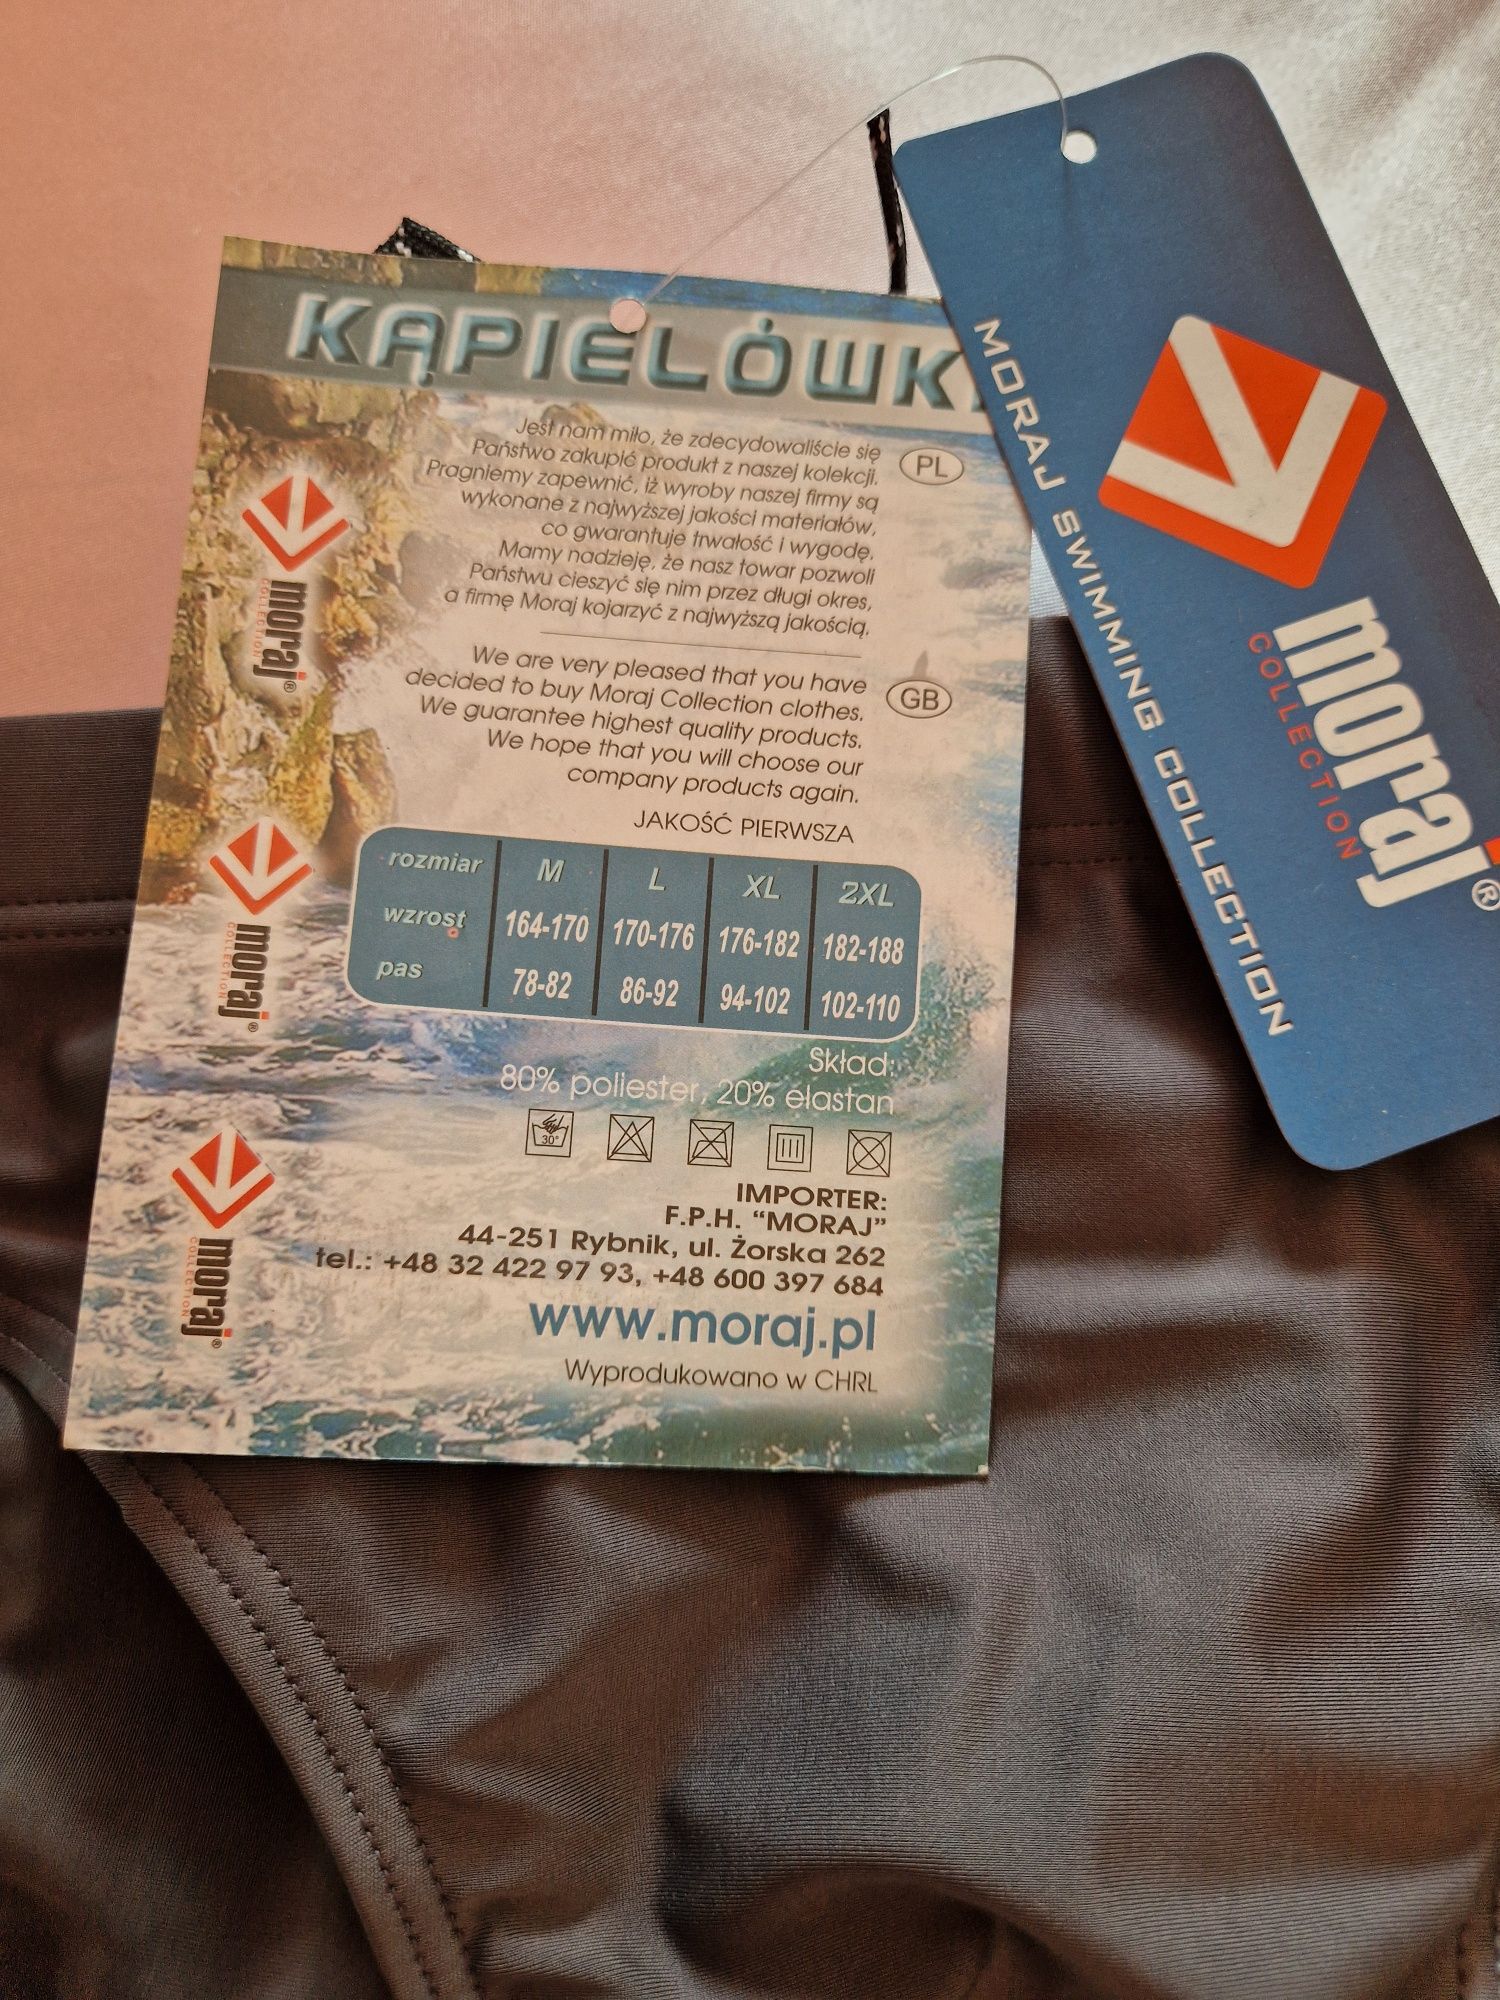 KĄPIELÓWK
Jest nam miło, że zdecydowaliście się
Państwo zakupić produkt z naszej kolekcji.
Pragniemy zapewnić, iż wyroby naszej firmy są
wykonane z najwyższej jakości materiałów,
co gwarantuje trwałość i wygodę.
Mamy nadzieję, że nasz towar pozwoli
Państwu cieszyć się nim przez długi okres,
a firmę Moraj kojarzyć z najwyższą jakością.
PL
We are very pleased that you have
decided to buy Moraj Collection clothes.
We guarantee highest quality products.
We hope that you will choose our
company products again.
GB
JAKOŚĆ PIERWSZA
rozmiar M L XL 2XL
wzrost 164-170 170-176 176-182 182-188
pas 78-82 86-92 94-102 102-110
Skład:
80% poliester, 20% elastan
30°
IMPORTER:
F.P.H. “MORAJ”
44-251 Rybnik, ul. Żorska 262
tel.: +48 32 422 97 93, +48 600 397 684
www.moraj.pl
Wyprodukowano w CHRL
moraj®
COLLECTION
moraj®
COLLECTION
moraj®
COLLECTION
MORAJ SWIMMING COLLECTION
moraj®
COLLECTION